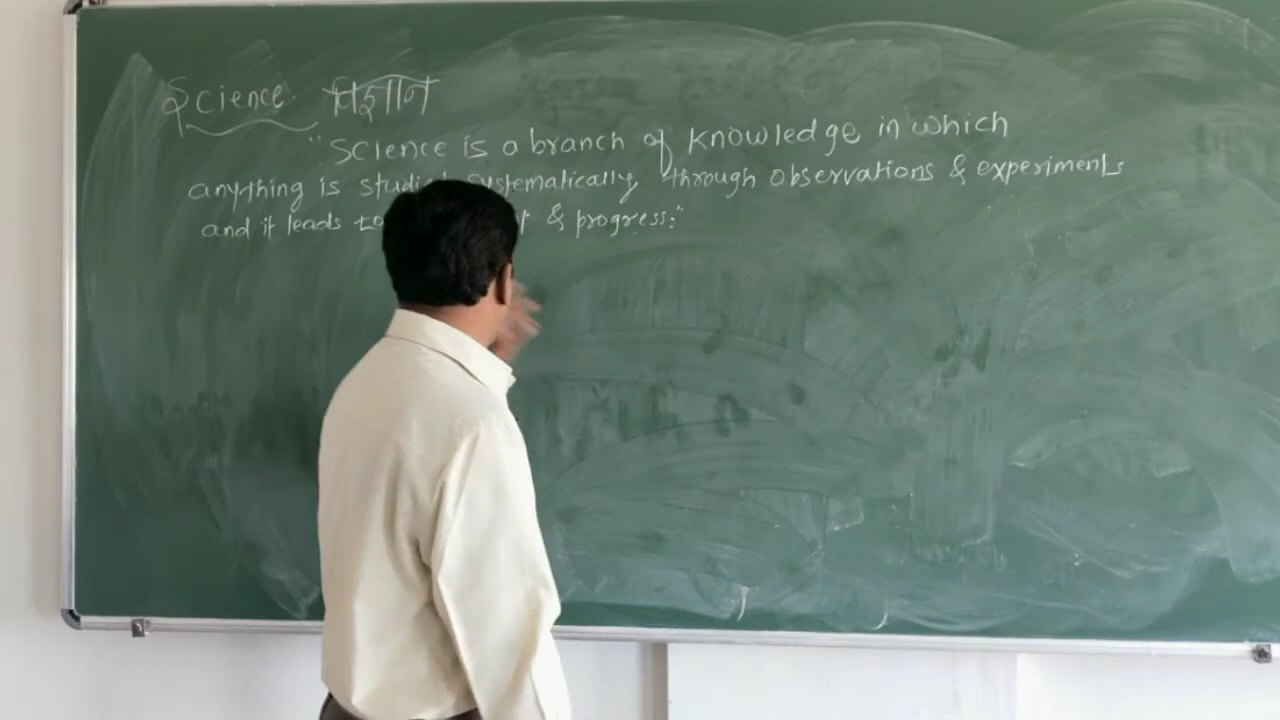 Science. विज्ञान
"Science is a branch of knowledge in which
anything is systematically through observations & experiments
and it leads to & progress."